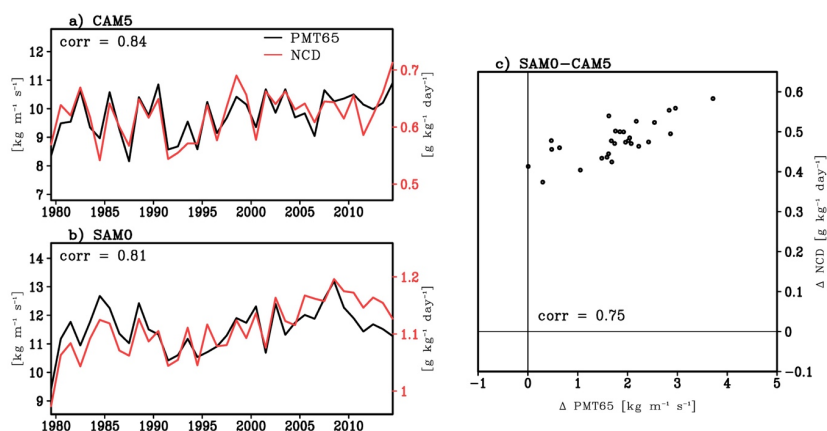 a) CAM5
corr = 0.84
PMT65
NCD
[kg m s⁻¹]
12
11
10
9
8
7
0.7
0.6
0.5
[g kg⁻¹ day⁻¹]
1980 1985 1990 1995 2000 2005 2010
b) SAM0
corr = 0.81
[kg m⁻¹ s⁻¹]
14
13
12
11
10
9
1.2
1.1
1
[g kg⁻¹ day⁻¹]
1980 1985 1990 1995 2000 2005 2010
c) SAM0-CAM5
corr = 0.75
0.6
0.5
0.4
0.3
0.2
0.1
0
-0.1
Δ NCD [g kg⁻¹ day⁻¹]
-1 0 1 2 3 4 5
Δ PMT65 [kg m⁻¹ s⁻¹]